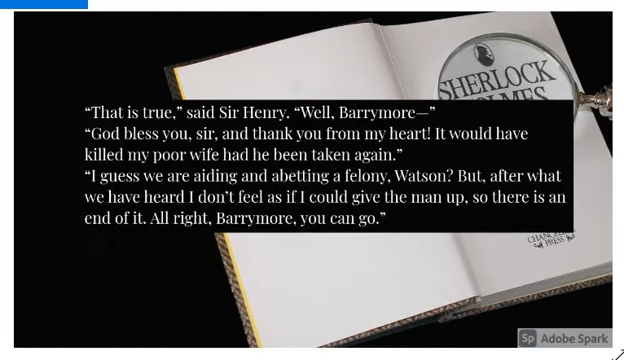 SHERLOCK
HOLMES
“That is true,” said Sir Henry. “Well, Barrymore—”
“God bless you, sir, and thank you from my heart! It would have
killed my poor wife had he been taken again.”
“I guess we are aiding and abetting a felony, Watson? But, after what
we have heard I don’t feel as if I could give the man up, so there is an
end of it. All right, Barrymore, you can go.”
PRESS
Sp Adobe Spark